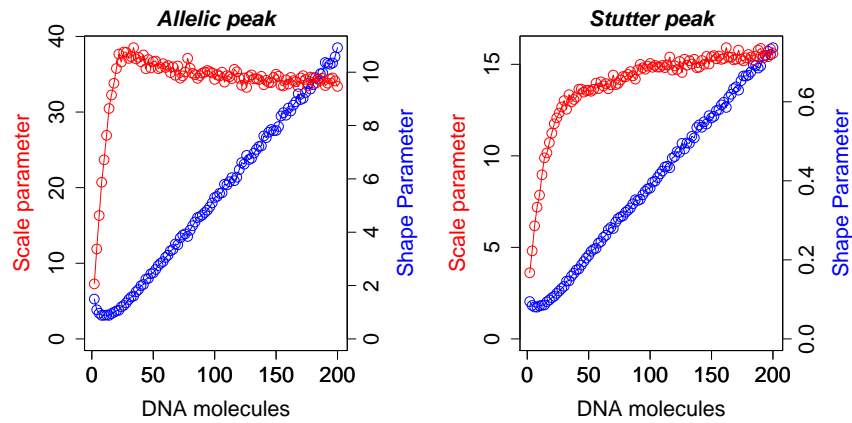 Allelic peak
Scale parameter
0 10 20 30 40
0 2 4 6 8 10
Shape Parameter
0 50 100 150 200
DNA molecules
Stutter peak
Scale parameter
0 5 10 15
0.0 0.2 0.4 0.6
Shape Parameter
0 50 100 150 200
DNA molecules